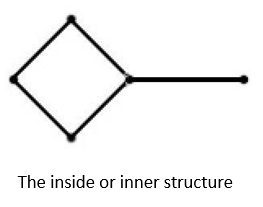 The inside or inner structure